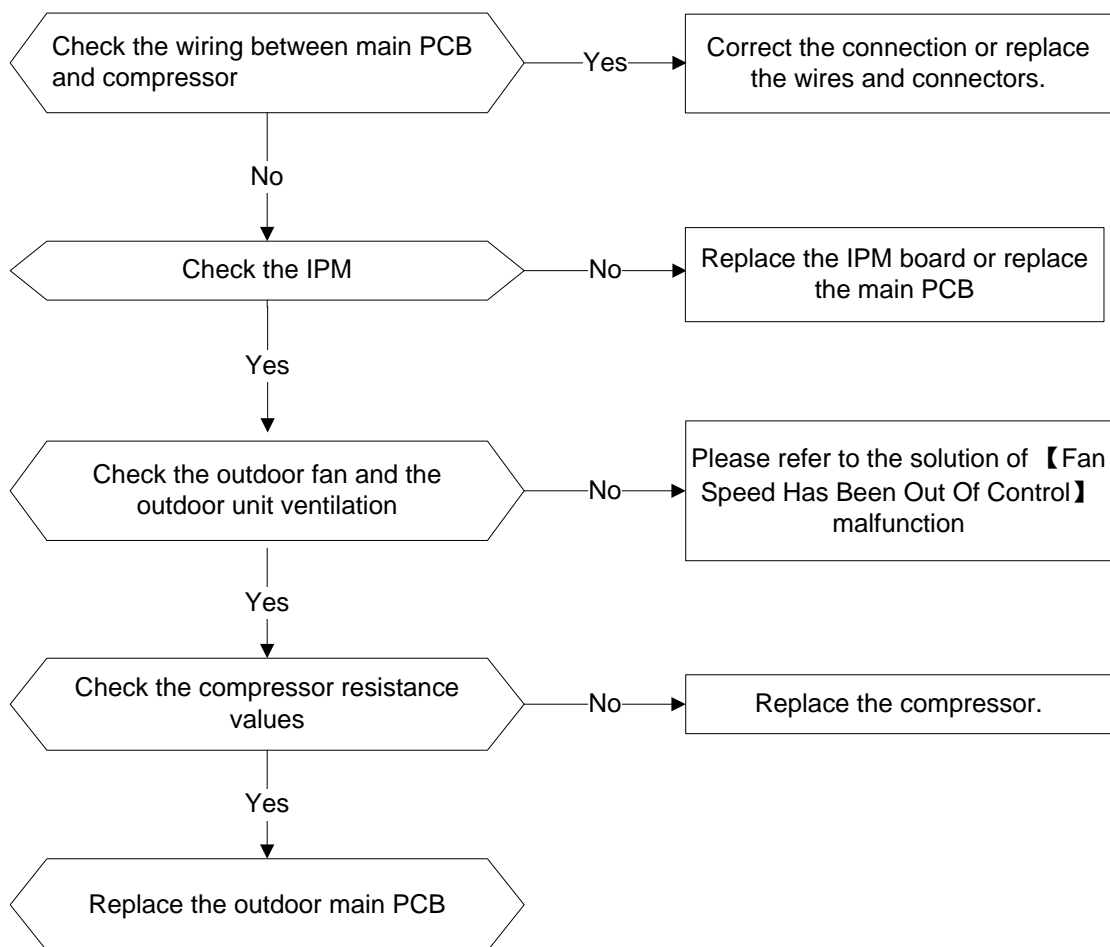 Check the wiring between main PCB
and compressor
Yes
Correct the connection or replace
the wires and connectors.
No
Check the IPM
No
Replace the IPM board or replace
the main PCB
Yes
Check the outdoor fan and the
outdoor unit ventilation
No
Please refer to the solution of 【Fan
Speed Has Been Out Of Control】
malfunction
Yes
Check the compressor resistance
values
No
Replace the compressor.
Yes
Replace the outdoor main PCB